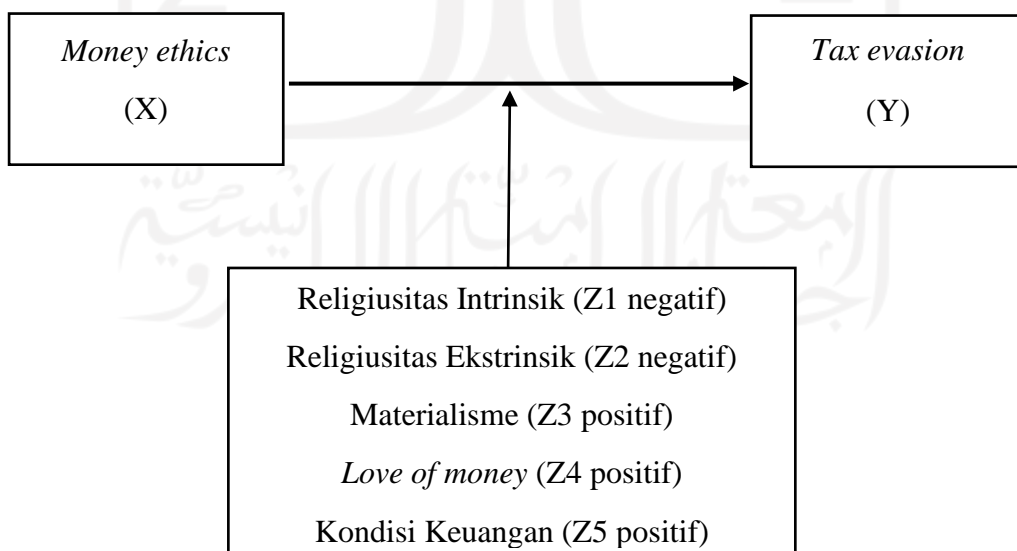 Money ethics
(X)
Tax evasion
(Y)
Religiusitas Intrinsik (Z1 negatif)
Religiusitas Ekstrinsik (Z2 negatif)
Materialisme (Z3 positif)
Love of money (Z4 positif)
Kondisi Keuangan (Z5 positif)